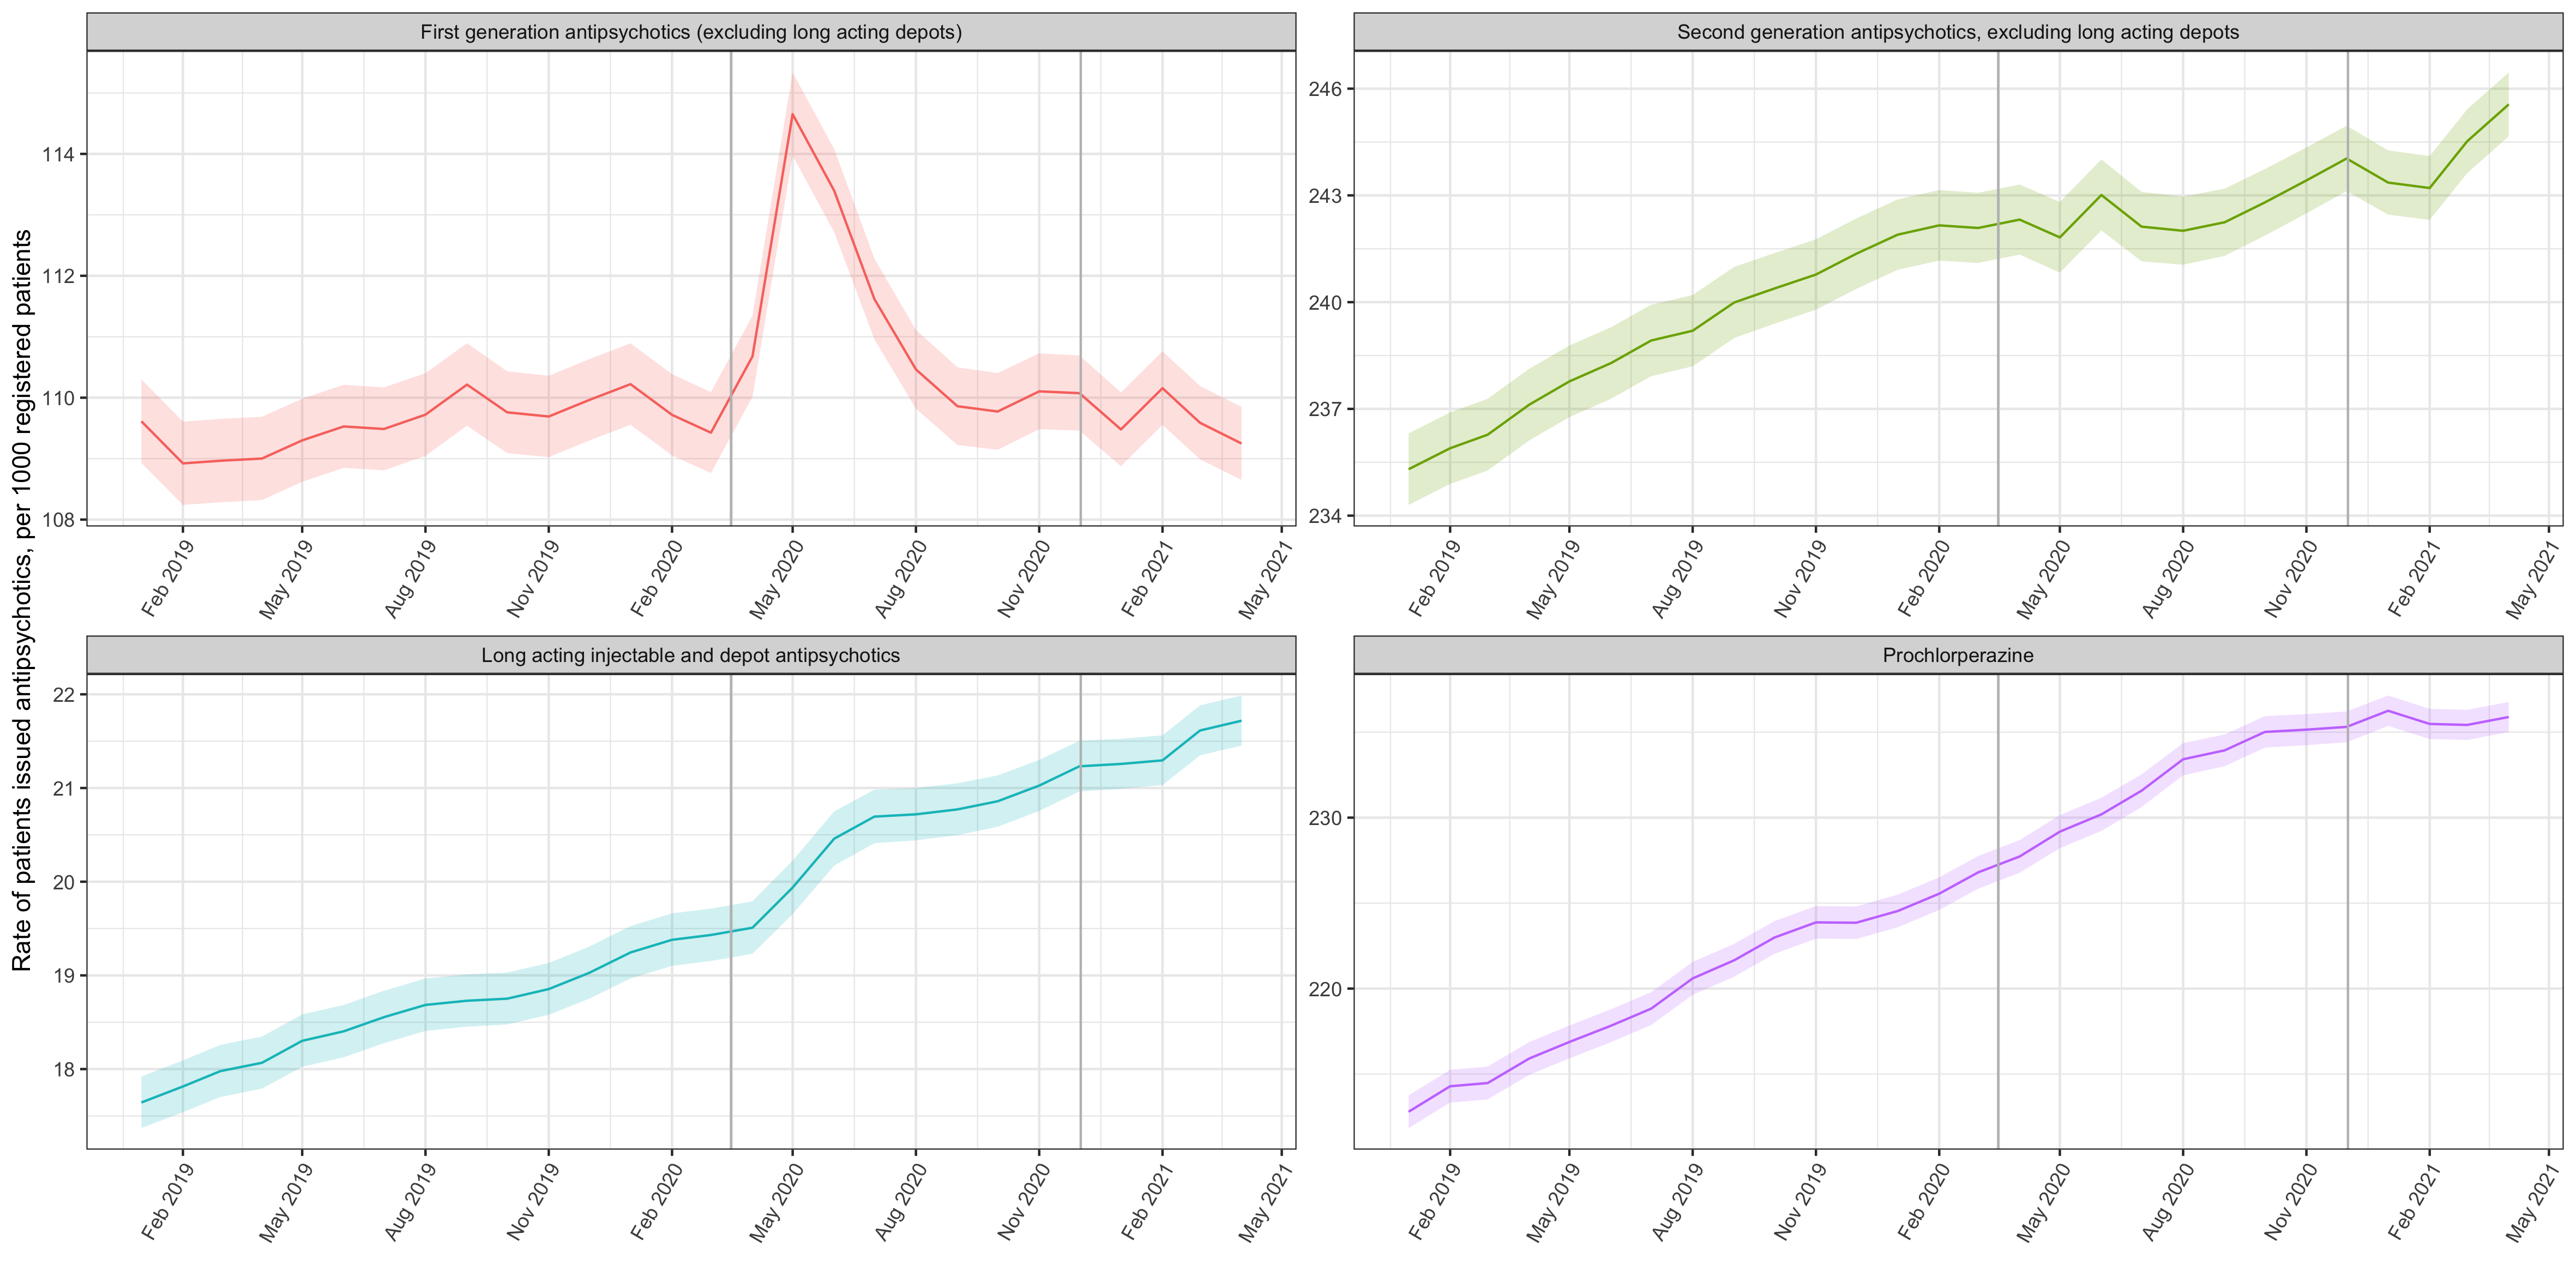 First generation antipsychotics (excluding long acting depots)
Second generation antipsychotics, excluding long acting depots
Rate of patients issued antipsychotics, per 1000 registered patients
114
112
110
108
Feb 2019
May 2019
Aug 2019
Nov 2019
Feb 2020
May 2020
Aug 2020
Nov 2020
Feb 2021
May 2021
246
243
240
237
234
Feb 2019
May 2019
Aug 2019
Nov 2019
Feb 2020
May 2020
Aug 2020
Nov 2020
Feb 2021
May 2021
Long acting injectable and depot antipsychotics
Prochlorperazine
22
21
20
19
18
Feb 2019
May 2019
Aug 2019
Nov 2019
Feb 2020
May 2020
Aug 2020
Nov 2020
Feb 2021
May 2021
230
220
Feb 2019
May 2019
Aug 2019
Nov 2019
Feb 2020
May 2020
Aug 2020
Nov 2020
Feb 2021
May 2021